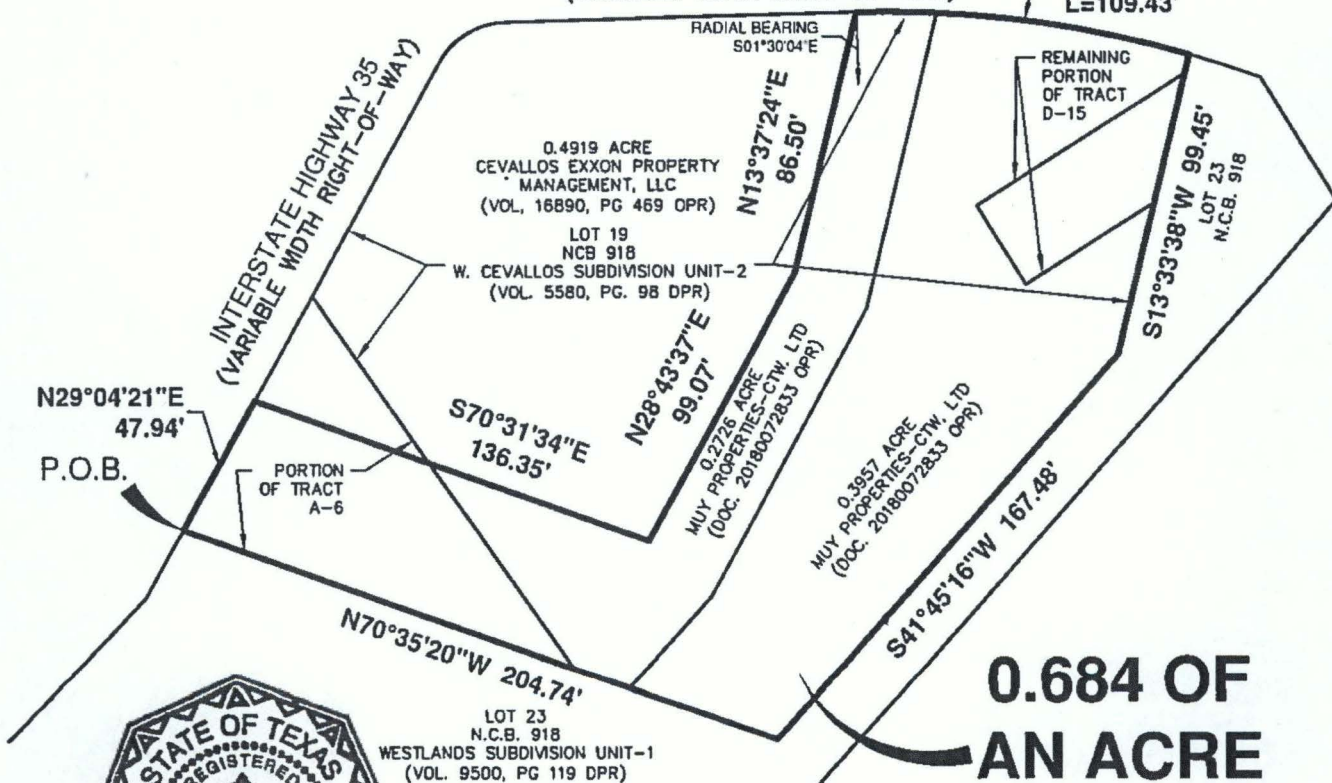 L=109.43'
RADIAL BEARING
S01°30'04"E
REMAINING
PORTION
OF TRACT
D-15
INTERSTATE HIGHWAY 35
(VARIABLE WIDTH RIGHT-OF-WAY)
0.4919 ACRE
CEVALLOS EXXON PROPERTY
MANAGEMENT, LLC
(VOL. 16890, PG 469 OPR)
LOT 19
NCB 918
W. CEVALLOS SUBDIVISION UNIT-2
(VOL. 5580, PG. 98 DPR)
N13°37'24"E
86.50'
S13°33'38"W 99.45'
LOT 23
N.C.B. 918
N29°04'21"E
47.94'
P.O.B.
PORTION
OF TRACT
A-6
S70°31'34"E
136.35'
N28°43'37"E
99.07'
0.2726 ACRE
MUY PROPERTIES-CTW, LTD
(DOC. 20180072833 OPR)
0.3957 ACRE
MUY PROPERTIES-CTW, LTD
(DOC. 20180072833 OPR)
S41°45'16"W 167.48'
N70°35'20"W 204.74'
LOT 23
N.C.B. 918
WESTLANDS SUBDIVISION UNIT-1
(VOL. 9500, PG 119 DPR)
0.684 OF
AN ACRE
STATE OF TEXAS
REGISTERED